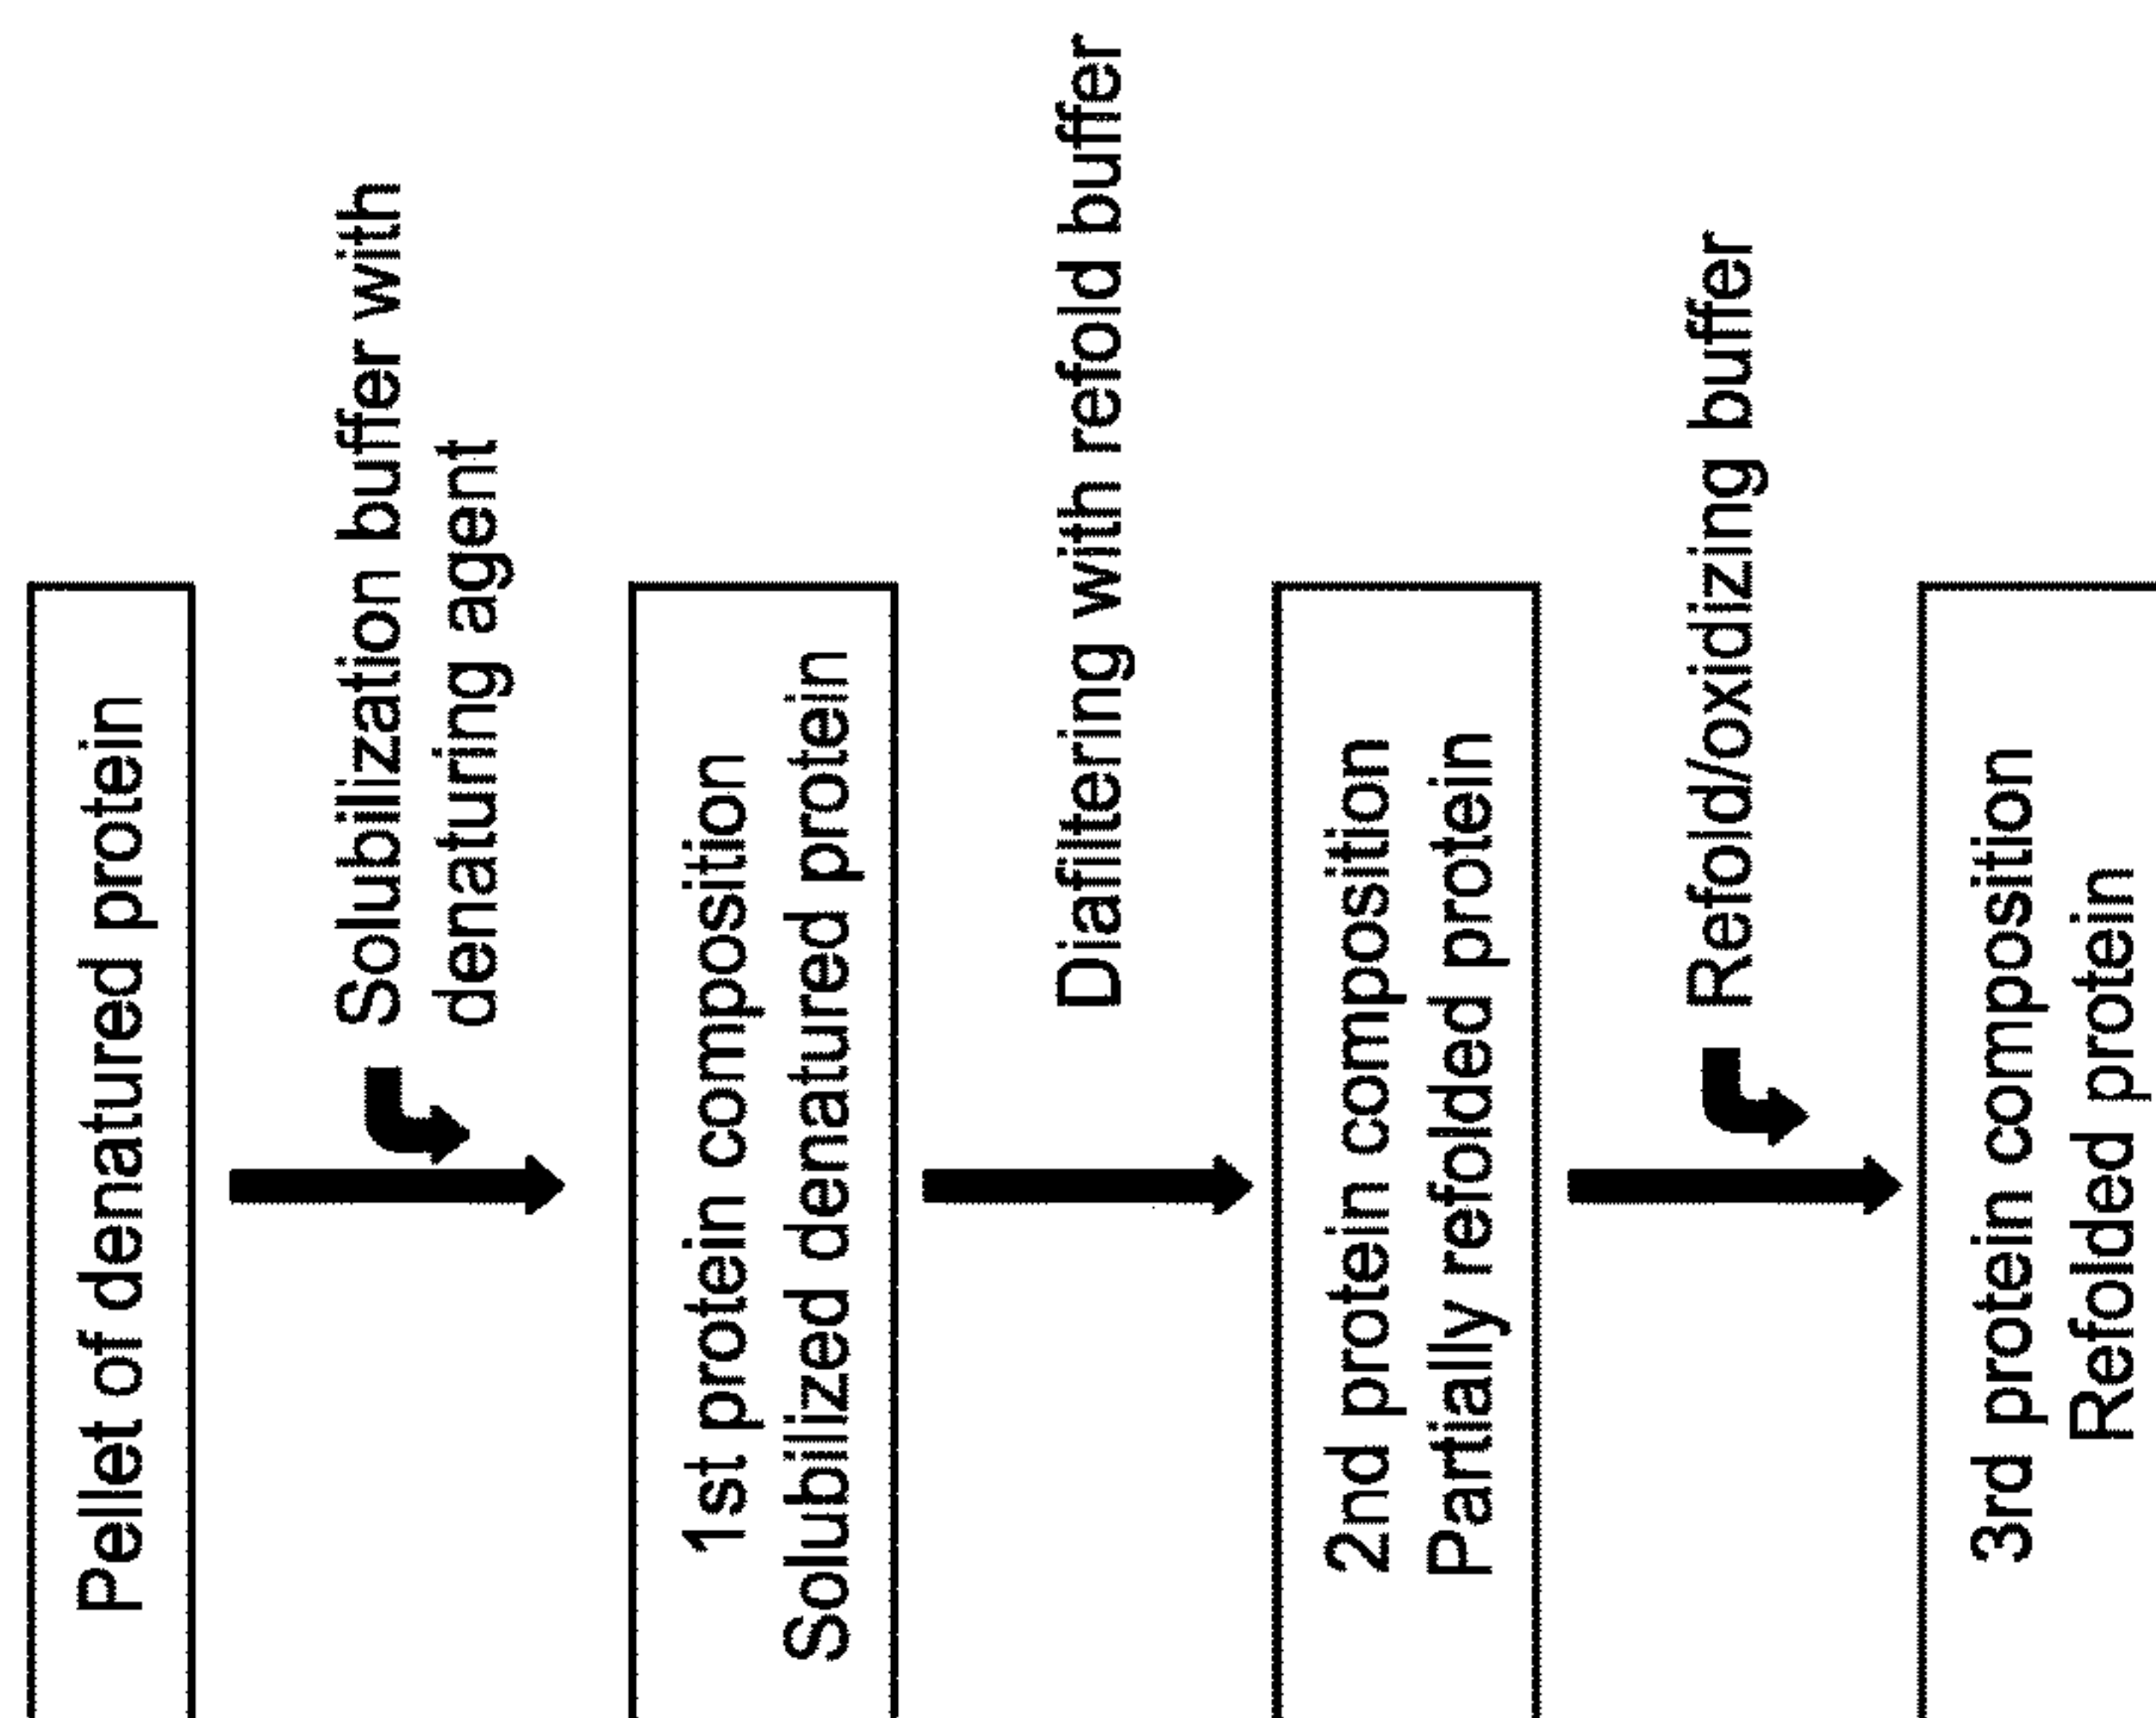 Pellet of denatured protein
Solubilization buffer with
denaturing agent
1st protein composition
Solubilized denatured protein
Diafiltering with refold buffer
2nd protein composition
Partially refolded protein
Refold/oxidizing buffer
3rd protein composition
Refolded protein